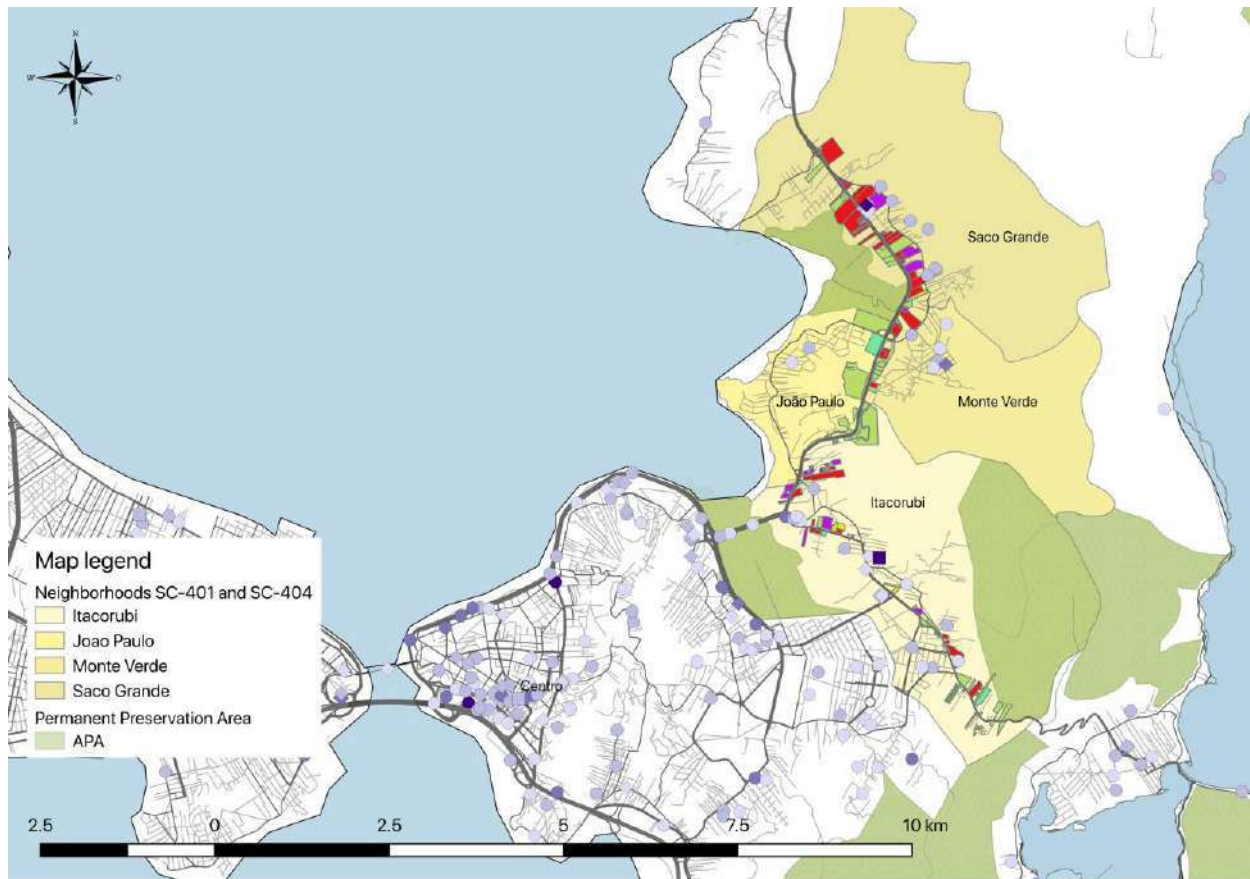 N
W O
S
Saco Grande
João Paulo
Monte Verde
Itacorubi
Centro
Map legend
Neighborhoods SC-401 and SC-404
Itacorubi
Joao Paulo
Monte Verde
Saco Grande
Permanent Preservation Area
APA
2.5 0 2.5 5 7.5 10 km